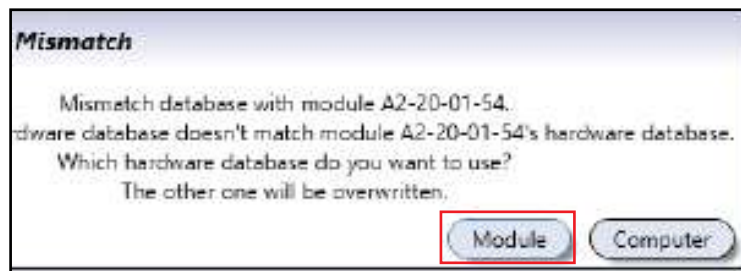 Mismatch
Mismatch database with module A2-20-01-54.
dware database doesn't match module A2-20-01-54's hardware database.
Which hardware database do you want to use?
The other one will be overwritten.
Module Computer